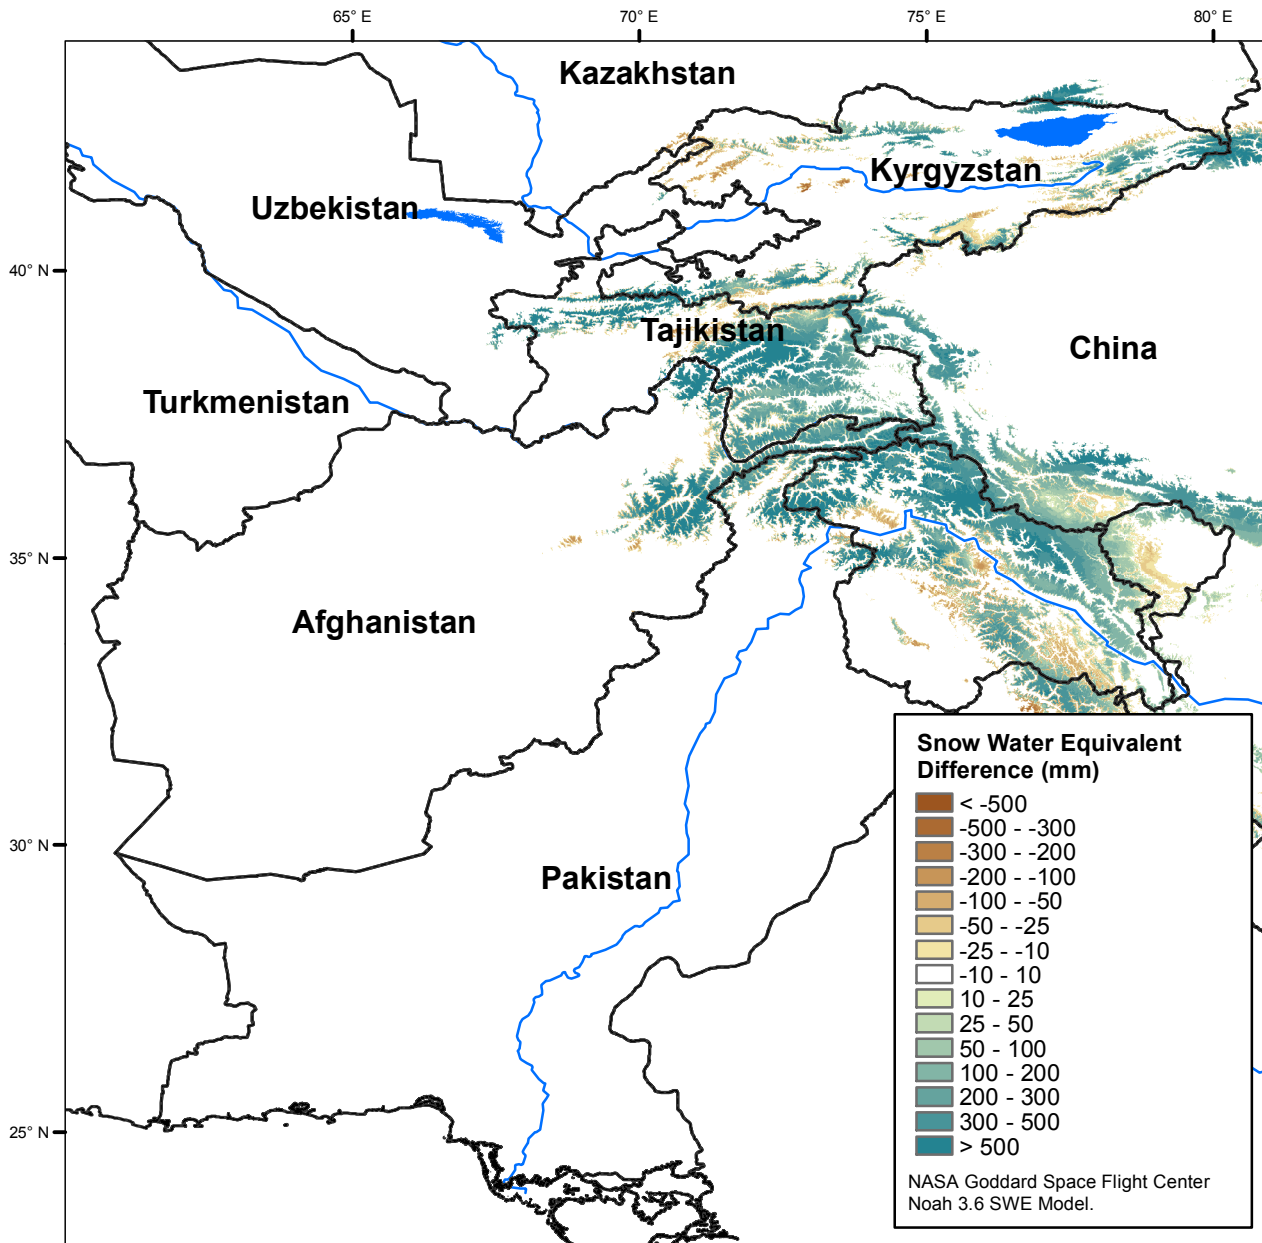 65° E
70° E
75° E
80° E
Kazakhstan
Kyrgyzstan
Uzbekistan
40° N
Tajikistan
China
Turkmenistan
35° N
Afghanistan
Snow Water Equivalent
Difference (mm)
< -500
-500 - -300
-300 - -200
-200 - -100
-100 - -50
-50 - -25
-25 - -10
-10 - 10
10 - 25
25 - 50
50 - 100
100 - 200
200 - 300
300 - 500
> 500
NASA Goddard Space Flight Center
Noah 3.6 SWE Model.
30° N
Pakistan
25° N